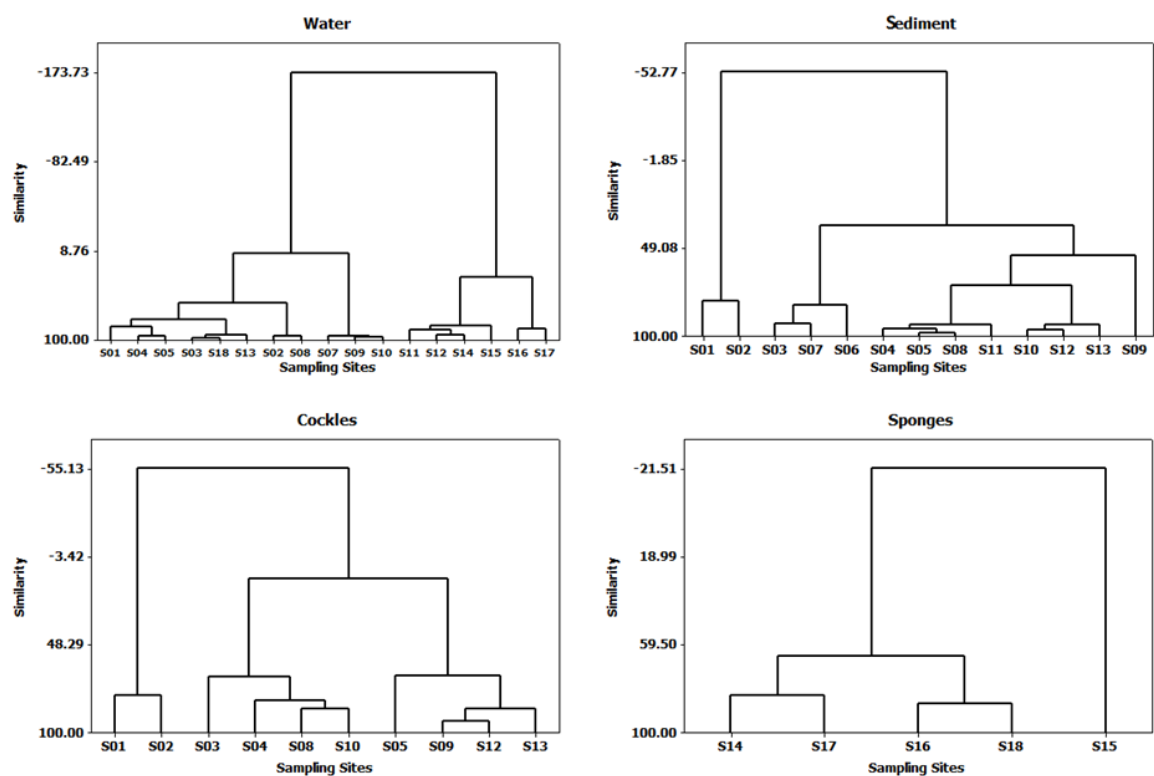 Water
Similarity
-173.73
-82.49
8.76
100.00
S01 S04 S05 S03 S18 S13 S02 S08 S07 S09 S10 S11 S12 S14 S15 S16 S17
Sampling Sites
Sediment
Similarity
-52.77
-1.85
49.08
100.00
S01 S02 S03 S07 S06 S04 S05 S08 S11 S10 S12 S13 S09
Sampling Sites
Cockles
Similarity
-55.13
-3.42
48.29
100.00
S01 S02 S03 S04 S08 S10 S05 S09 S12 S13
Sampling Sites
Sponges
Similarity
-21.51
18.99
59.50
100.00
S14 S17 S16 S18 S15
Sampling Sites